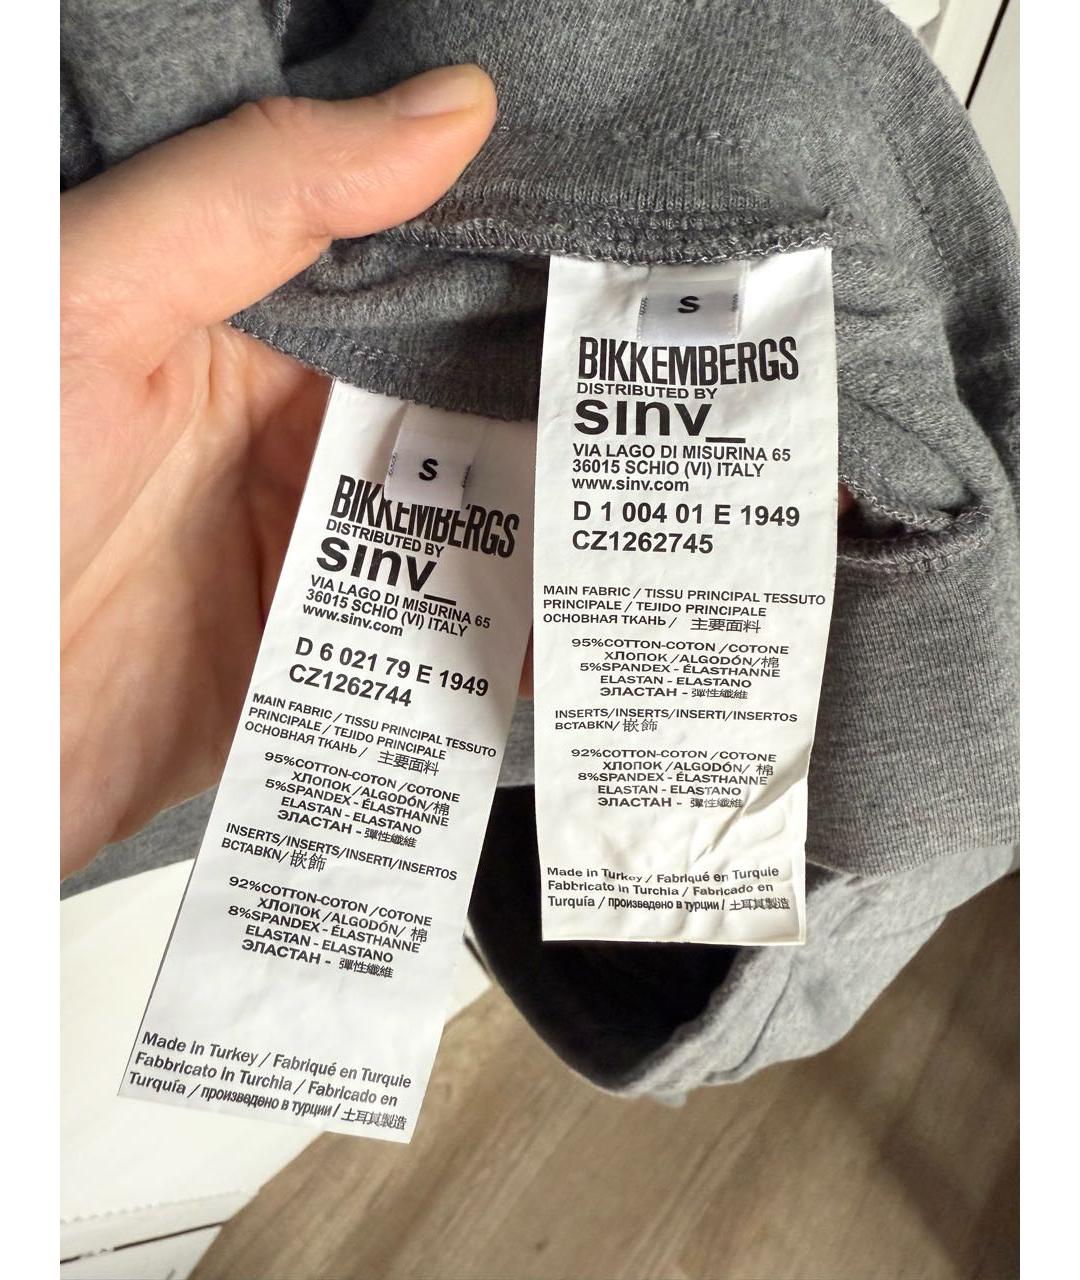 S
BIKKEMBERGS
DISTRIBUTED BY
sinv_
VIA LAGO DI MISURINA 65
36015 SCHIO (VI) ITALY
www.sinv.com
D 6 021 79 E 1949
CZ1262744
MAIN FABRIC / TISSU PRINCIPAL TESSUTO
PRINCIPALE / TEJIDO PRINCIPALE
ОСНОВНАЯ ТКАНЬ / 主要面料
95%COTTON-COTON /COTONE
ХЛОПОК /ALGODÓN/棉
5%SPANDEX - ÉLASTHANNE
ELASTAN - ELASTANO
ЭЛАСТАН - 彈性纖維
INSERTS/INSERTS/INSERTI/INSERTOS
ВСТАВКN/ 嵌飾
92%COTTON-COTON /COTONE
ХЛОПОК /ALGODÓN/ 棉
8%SPANDEX - ÉLASTHANNE
ELASTAN - ELASTANO
ЭЛАСТАН - 彈性纖維
Made in Turkey / Fabriqué en Turquie
Fabbricato in Turchia / Fabricado en
Turquía / произведено в турции / 土耳其製造
S
BIKKEMBERGS
DISTRIBUTED BY
sinv_
VIA LAGO DI MISURINA 65
36015 SCHIO (VI) ITALY
www.sinv.com
D 1 004 01 E 1949
CZ1262745
MAIN FABRIC / TISSU PRINCIPAL TESSUTO
PRINCIPALE / TEJIDO PRINCIPALE
ОСНОВНАЯ ТКАНЬ / 主要面料
95%COTTON-COTON /COTONE
ХЛОПОК /ALGODÓN/棉
5%SPANDEX - ÉLASTHANNE
ELASTAN - ELASTANO
ЭЛАСТАН - 彈性纖維
INSERTS/INSERTS/INSERTI/INSERTOS
ВСТАВКN/ 嵌飾
92%COTTON-COTON /COTONE
ХЛОПОК /ALGODÓN/ 棉
8%SPANDEX - ÉLASTHANNE
ELASTAN - ELASTANO
ЭЛАСТАН - 彈性纖維
Made in Turkey / Fabriqué en Turquie
Fabbricato in Turchia / Fabricado en
Turquía / произведено в турции / 土耳其製造